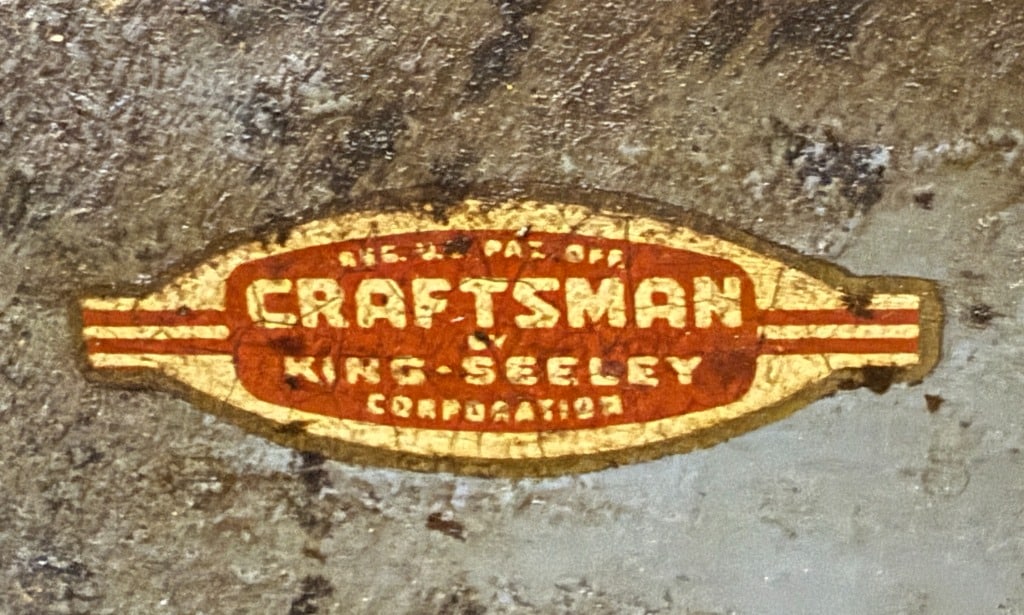 REG. U.S. PAT. OFF.
CRAFTSMAN
BY
KING-SEELEY
CORPORATION